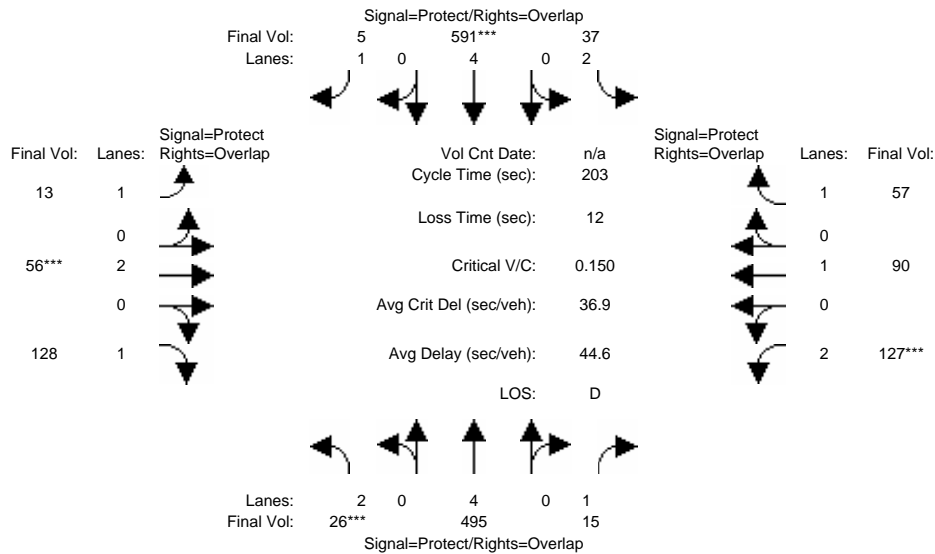 Signal=Protect/Rights=Overlap
Final Vol: 5 591*** 37
Lanes: 1 0 4 0 2
Signal=Protect Signal=Protect
Final Vol: Lanes: Rights=Overlap Vol Cnt Date: n/a Rights=Overlap Lanes: Final Vol:
Cycle Time (sec): 203
13 1 1 57
Loss Time (sec): 12
0 0
56*** 2 Critical V/C: 0.150 1 90
0 Avg Crit Del (sec/veh): 36.9 0
128 1 Avg Delay (sec/veh): 44.6 2 127***
LOS: D
Lanes: 2 0 4 0 1
Final Vol: 26*** 495 15
Signal=Protect/Rights=Overlap